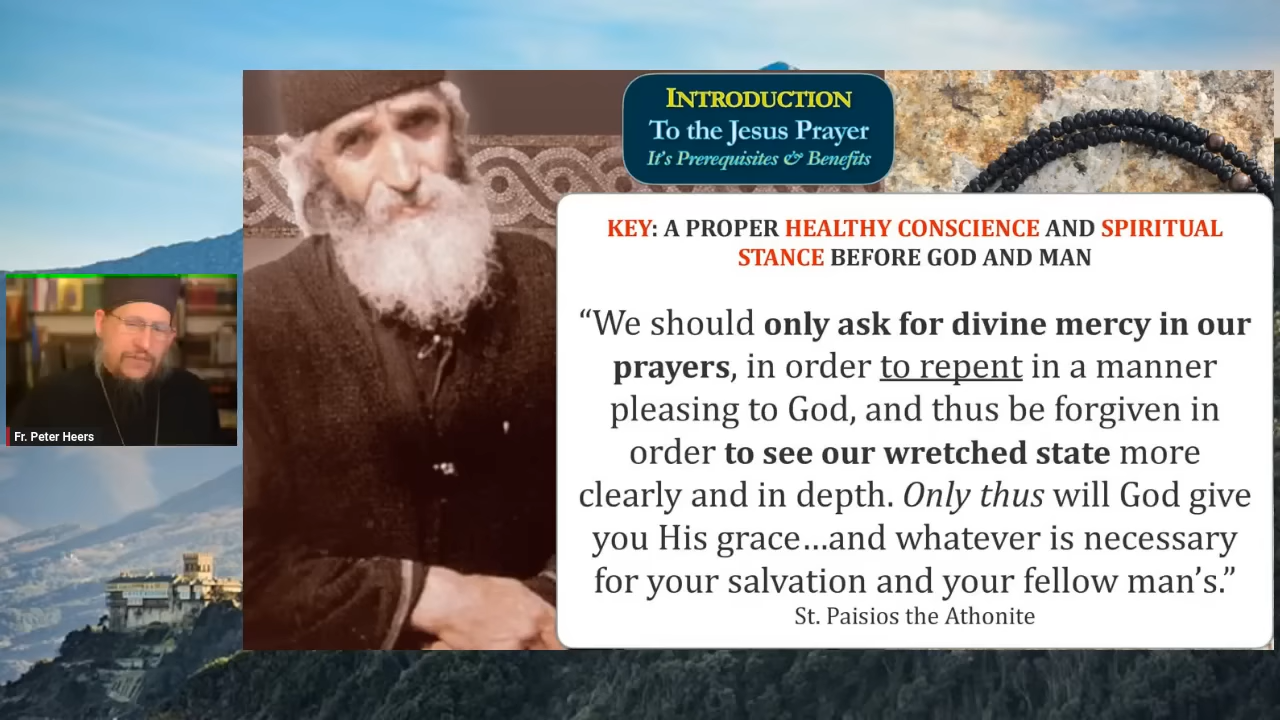 INTRODUCTION
To the Jesus Prayer
It's Prerequisites & Benefits
KEY: A PROPER HEALTHY CONSCIENCE AND SPIRITUAL
STANCE BEFORE GOD AND MAN
“We should only ask for divine mercy in our
prayers, in order to repent in a manner
pleasing to God, and thus be forgiven in
order to see our wretched state more
clearly and in depth. Only thus will God give
you His grace…and whatever is necessary
for your salvation and your fellow man’s.”
St. Paisios the Athonite
Fr. Peter Heers